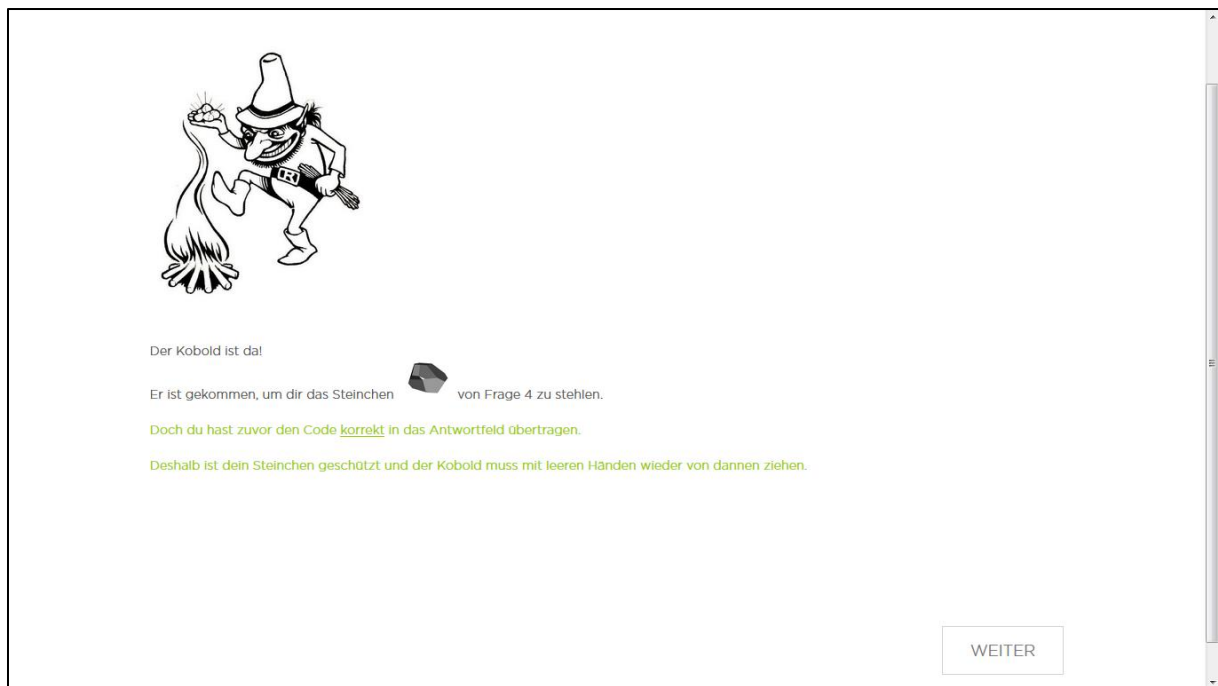 R
Der Kobold ist da!
Er ist gekommen, um dir das Steinchen von Frage 4 zu stehlen.
Doch du hast zuvor den Code korrekt in das Antwortfeld übertragen.
Deshalb ist dein Steinchen geschützt und der Kobold muss mit leeren Händen wieder von dannen ziehen.
WEITER